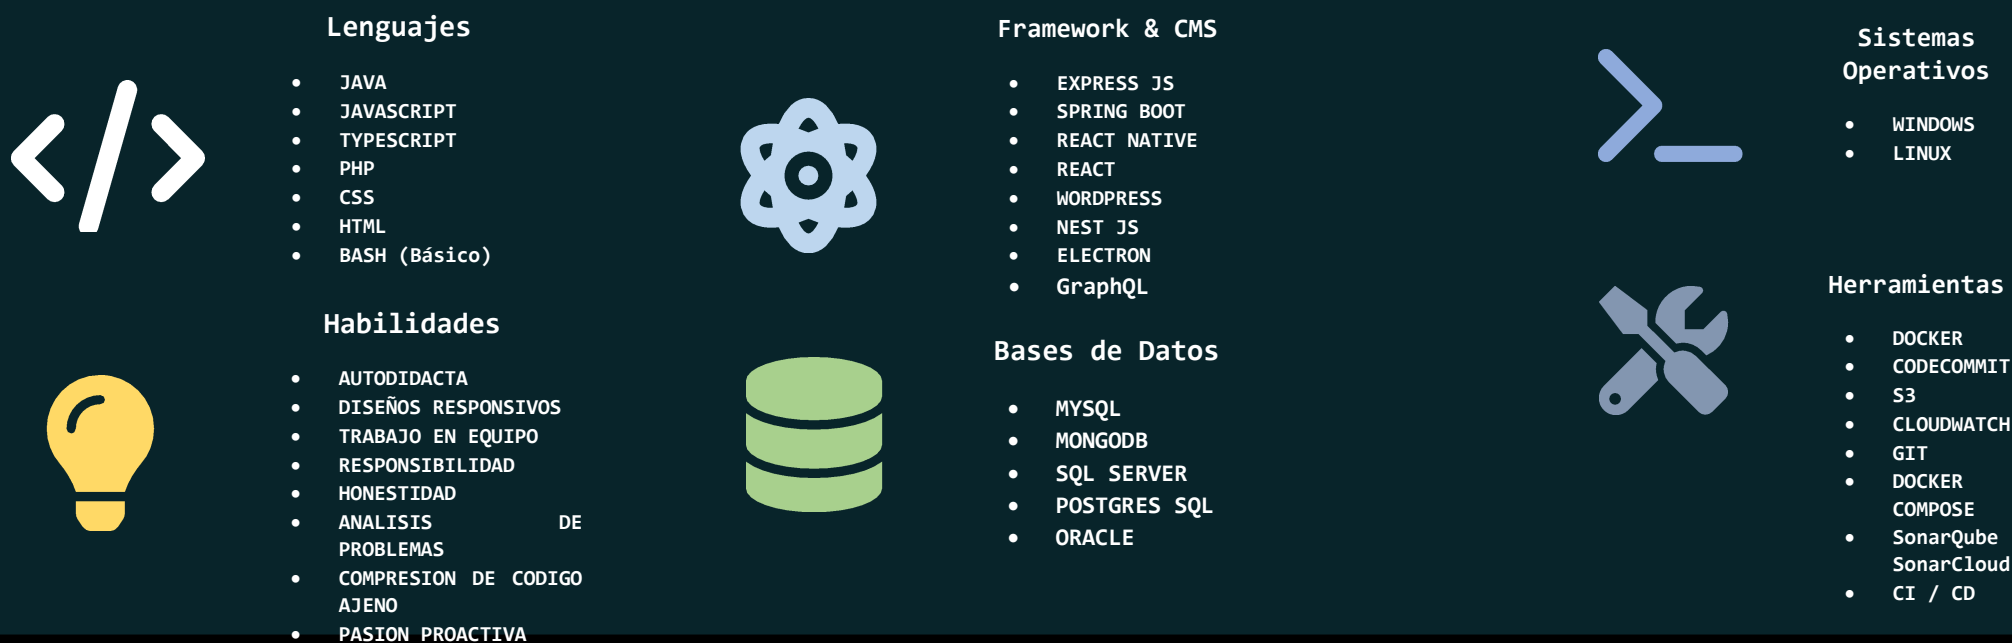 Lenguajes
JAVA
JAVASCRIPT
TYPESCRIPT
PHP
CSS
HTML
BASH (Básico)
Habilidades
AUTODIDACTA
DISEÑOS RESPONSIVOS
TRABAJO EN EQUIPO
RESPONSIBILIDAD
HONESTIDAD
ANALISIS DE
PROBLEMAS
COMPRESION DE CODIGO
AJENO
PASION PROACTIVA
Framework & CMS
EXPRESS JS
SPRING BOOT
REACT NATIVE
REACT
WORDPRESS
NEST JS
ELECTRON
GraphQL
Bases de Datos
MYSQL
MONGODB
SQL SERVER
POSTGRES SQL
ORACLE
Sistemas
Operativos
WINDOWS
LINUX
Herramientas
DOCKER
CODECOMMIT
S3
CLOUDWATCH
GIT
DOCKER
COMPOSE
SonarQube
SonarCloud
CI / CD